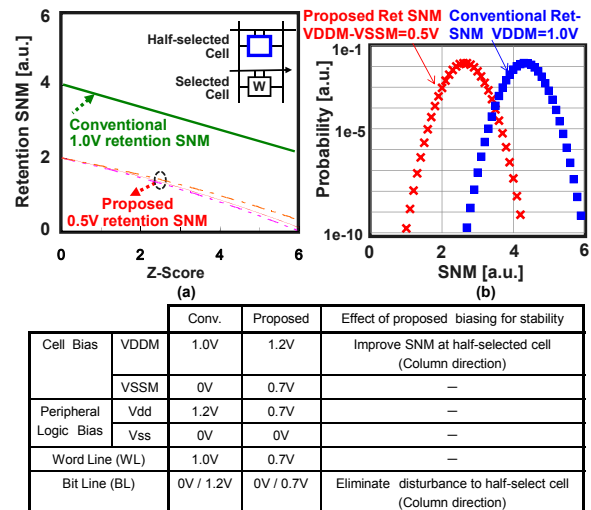 Proposed Ret SNM
VDDM-VSSM=0.5V
Conventional Ret-
SNM VDDM=1.0V
Retention SNM [a.u.]
6
4
2
0
0
2
4
6
Z-Score
Half-selected
Cell
Selected
Cell
W
Conventional
1.0V retention SNM
Proposed
0.5V retention SNM
(a)
Probability [a.u.]
1e-1
1e-5
1e-10
0
2
4
6
SNM [a.u.]
(b)
Conv. Proposed Effect of proposed biasing for stability
Cell Bias VDDM 1.0V 1.2V Improve SNM at half-selected cell
(Column direction)
VSSM 0V 0.7V –
Peripheral
Logic Bias
Vdd 1.2V 0.7V –
Vss 0V 0V –
Word Line (WL) 1.0V 0.7V –
Bit Line (BL) 0V / 1.2V 0V / 0.7V Eliminate disturbance to half-select cell
(Column direction)